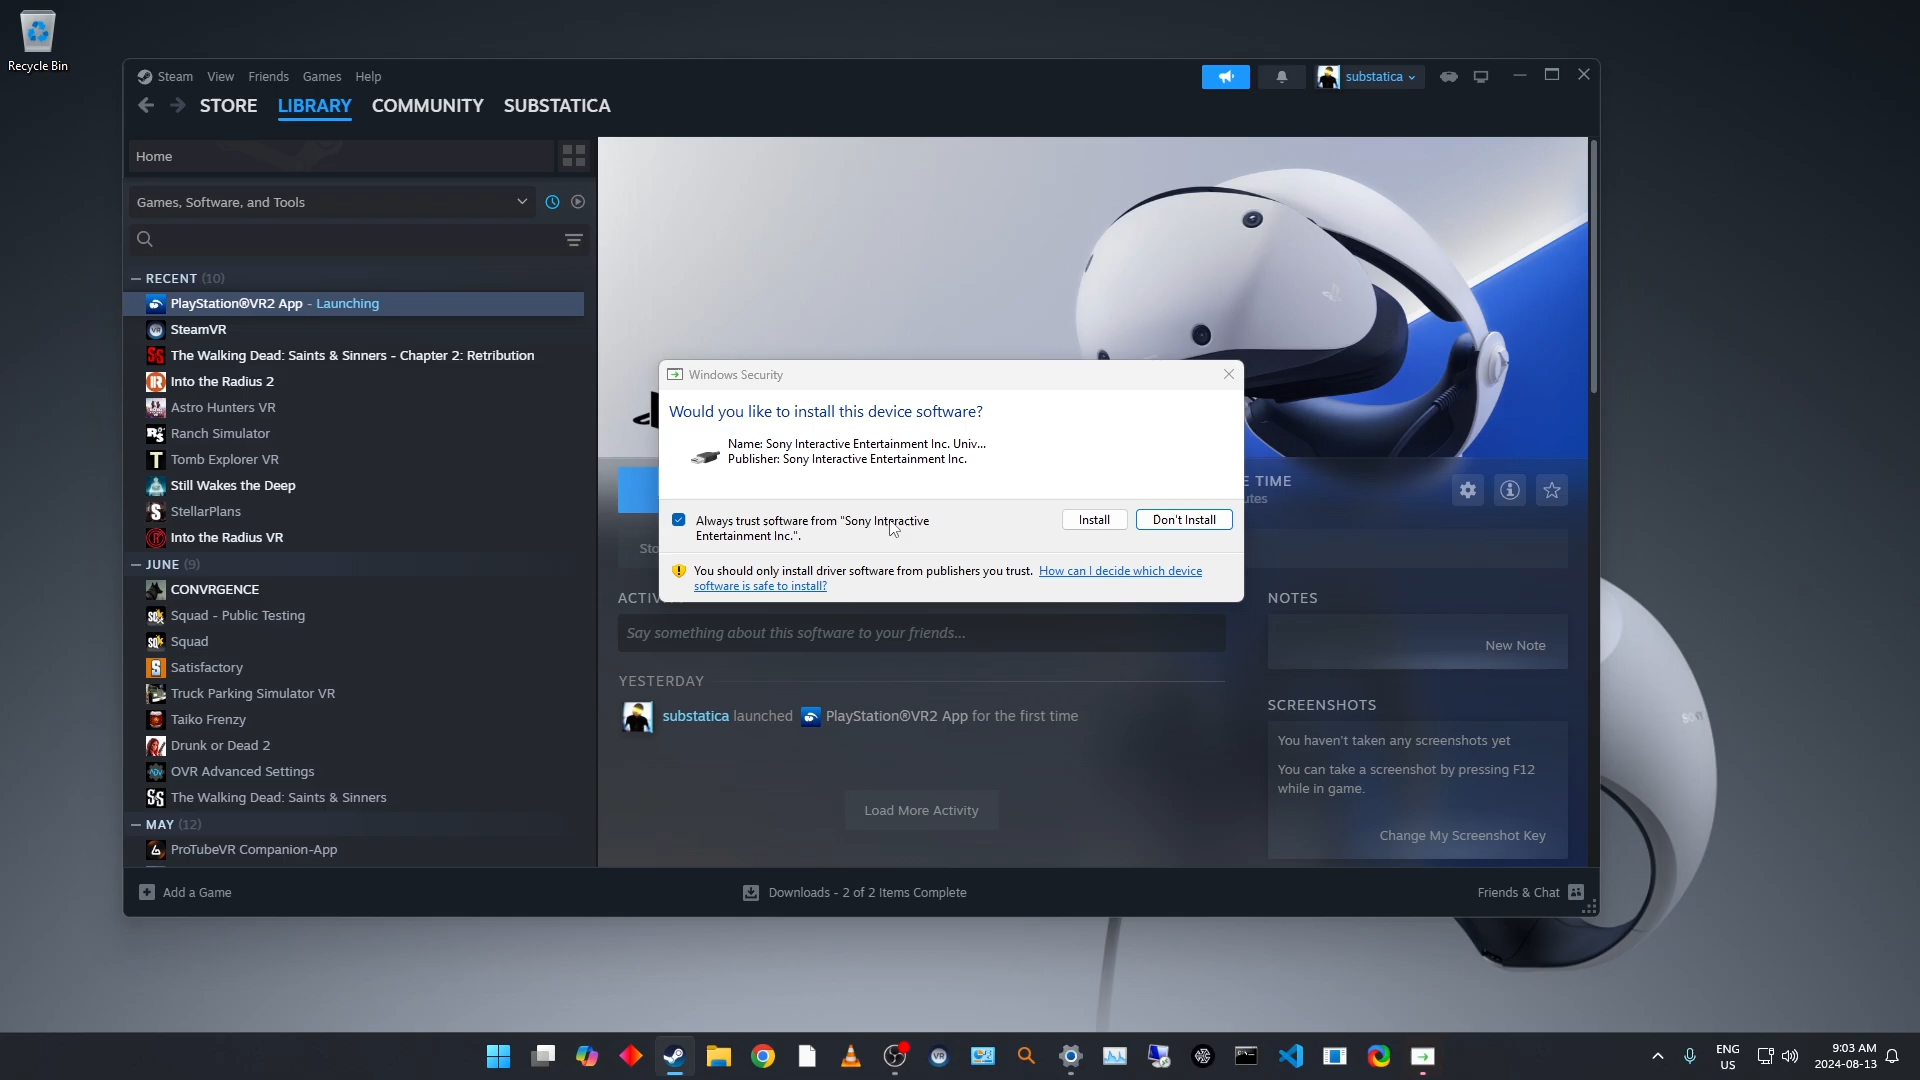 Recycle Bin
Steam View Friends Games Help
substatica
STORE LIBRARY COMMUNITY SUBSTATICA
Home
Games, Software, and Tools
RECENT (10)
PlayStation®VR2 App - Launching
SteamVR
The Walking Dead: Saints & Sinners - Chapter 2: Retribution
Into the Radius 2
Astro Hunters VR
Ranch Simulator
Tomb Explorer VR
Still Wakes the Deep
StellarPlans
Into the Radius VR
JUNE (9)
CONVRGENCE
Squad - Public Testing
Squad
Satisfactory
Truck Parking Simulator VR
Taiko Frenzy
Drunk or Dead 2
OVR Advanced Settings
The Walking Dead: Saints & Sinners
MAY (12)
ProTubeVR Companion-App
Windows Security
Would you like to install this device software?
Name: Sony Interactive Entertainment Inc. Univ...
Publisher: Sony Interactive Entertainment Inc.
Always trust software from "Sony Interactive
Entertainment Inc.".
Install
Don't Install
You should only install driver software from publishers you trust. How can I decide which device
software is safe to install?
E TIME
utes
Sto
ACTIV
Say something about this software to your friends...
YESTERDAY
substatica launched PlayStation®VR2 App for the first time
Load More Activity
NOTES
New Note
SCREENSHOTS
You haven't taken any screenshots yet
You can take a screenshot by pressing F12
while in game.
Change My Screenshot Key
SONY
Add a Game
Downloads - 2 of 2 Items Complete
Friends & Chat
ENG
US
9:03 AM
2024-08-13